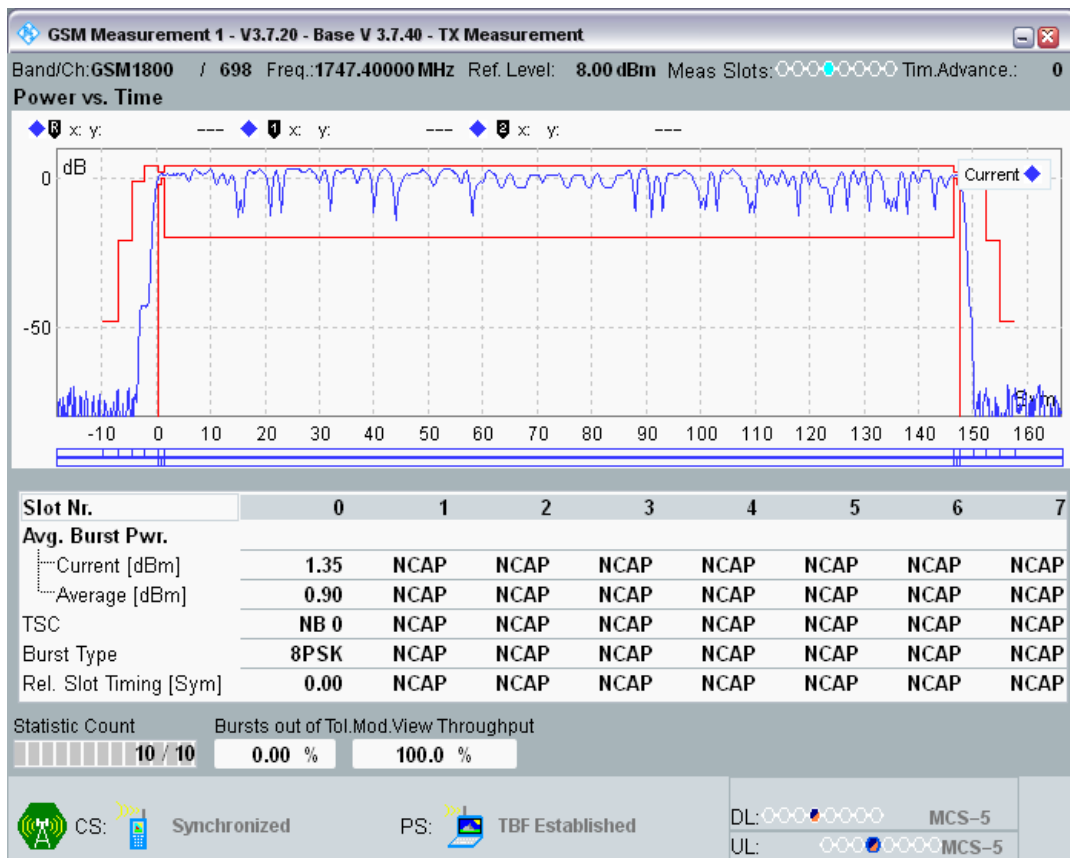 GSM Measurement 1 - V3.7.20 - Base V 3.7.40 - TX Measurement
Band/Ch:GSM1800 / 698 Freq.:1747.40000 MHz Ref. Level: 8.00 dBm Meas Slots: Tim.Advance.: 0
Power vs. Time
R x: y: --- 1 x: y: --- 2 x: y: ---
dB
Current
0
-50
Sym
-10 0 10 20 30 40 50 60 70 80 90 100 110 120 130 140 150 160
Slot Nr. 0 1 2 3 4 5 6 7
Avg. Burst Pwr.
Current [dBm] 1.35 NCAP NCAP NCAP NCAP NCAP NCAP NCAP
Average [dBm] 0.90 NCAP NCAP NCAP NCAP NCAP NCAP NCAP
TSC NB 0 NCAP NCAP NCAP NCAP NCAP NCAP NCAP
Burst Type 8PSK NCAP NCAP NCAP NCAP NCAP NCAP NCAP
Rel. Slot Timing [Sym] 0.00 NCAP NCAP NCAP NCAP NCAP NCAP NCAP
Statistic Count Bursts out of Tol. Mod.View Throughput
10 / 10 0.00 % 100.0 %
CS: Synchronized PS: TBF Established
DL: MCS-5
UL: MCS-5